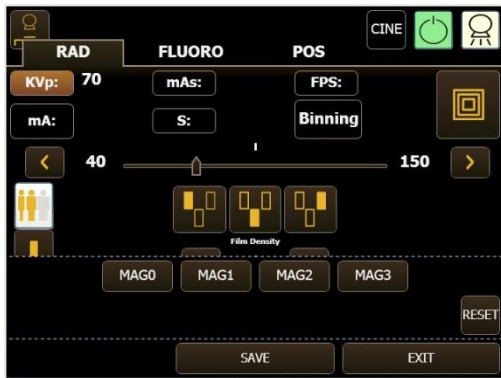 CINE
RAD FLUORO POS
KVp: 70 mAs: FPS:
mA: S: Binning
40 150
Film Density
MAG0 MAG1 MAG2 MAG3
RESET
SAVE EXIT